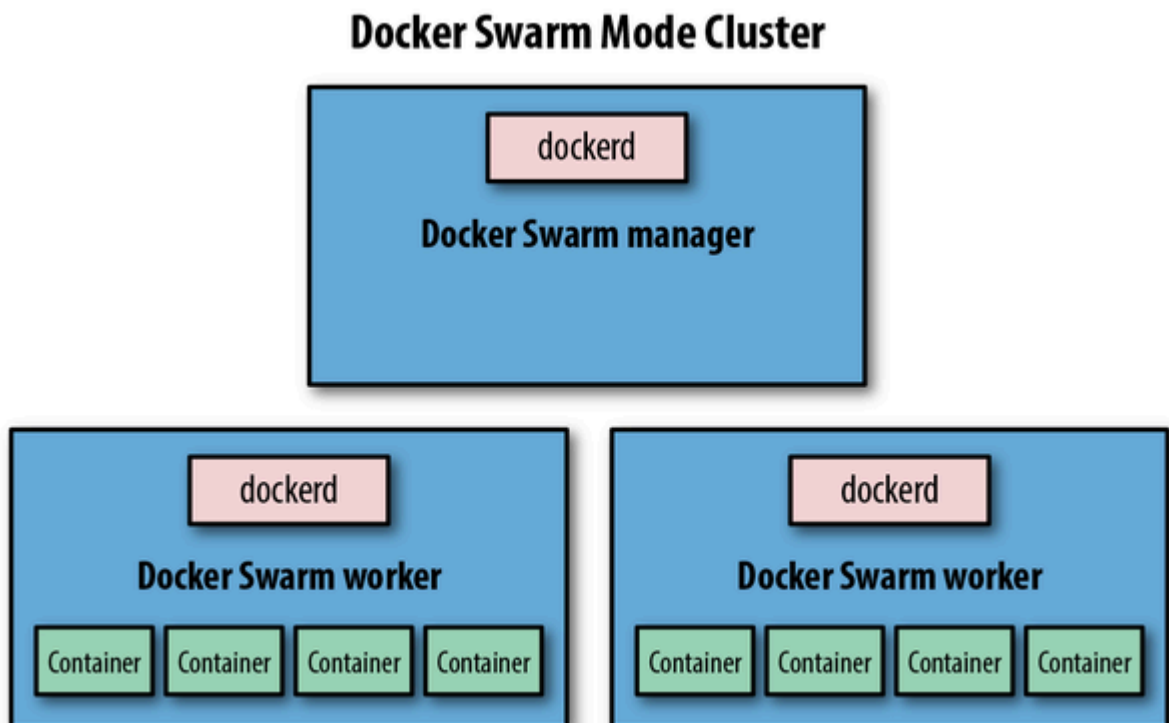 Docker Swarm Mode Cluster
dockerd
Docker Swarm manager
dockerd
Docker Swarm worker
Container Container Container Container
dockerd
Docker Swarm worker
Container Container Container Container